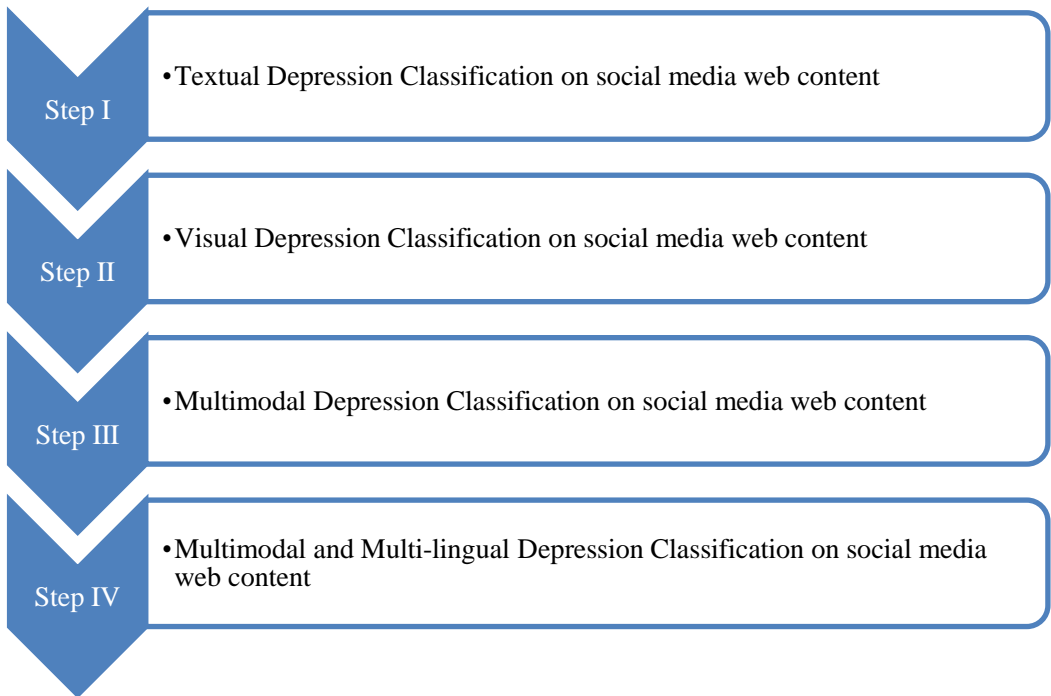 Step I
•Textual Depression Classification on social media web content
Step II
•Visual Depression Classification on social media web content
Step III
•Multimodal Depression Classification on social media web content
Step IV
•Multimodal and Multi-lingual Depression Classification on social media
web content